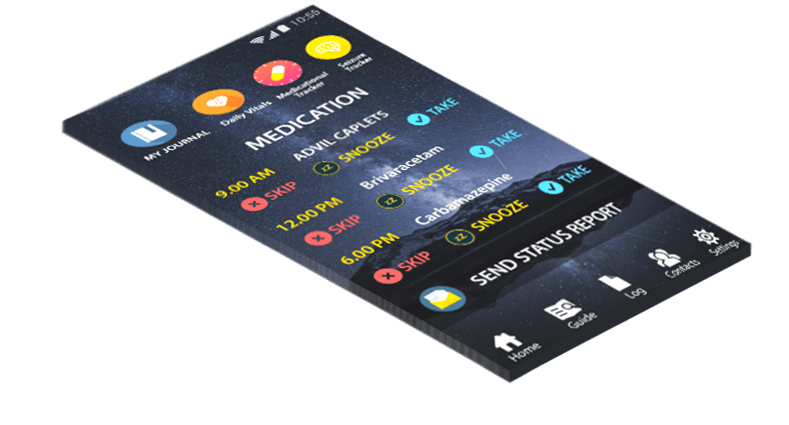 10:50
MY JOURNAL
Daily Vitals
Medicational
Tracker
Seizure
Tracker
MEDICATION
9.00 AM
ADVIL CAPLETS
SKIP
SNOOZE
TAKE
12.00 PM
Brivaracetam
SKIP
SNOOZE
TAKE
6.00 PM
Carbamazepine
SKIP
SNOOZE
TAKE
SEND STATUS REPORT
Home
Guide
Log
Contacts
Settings